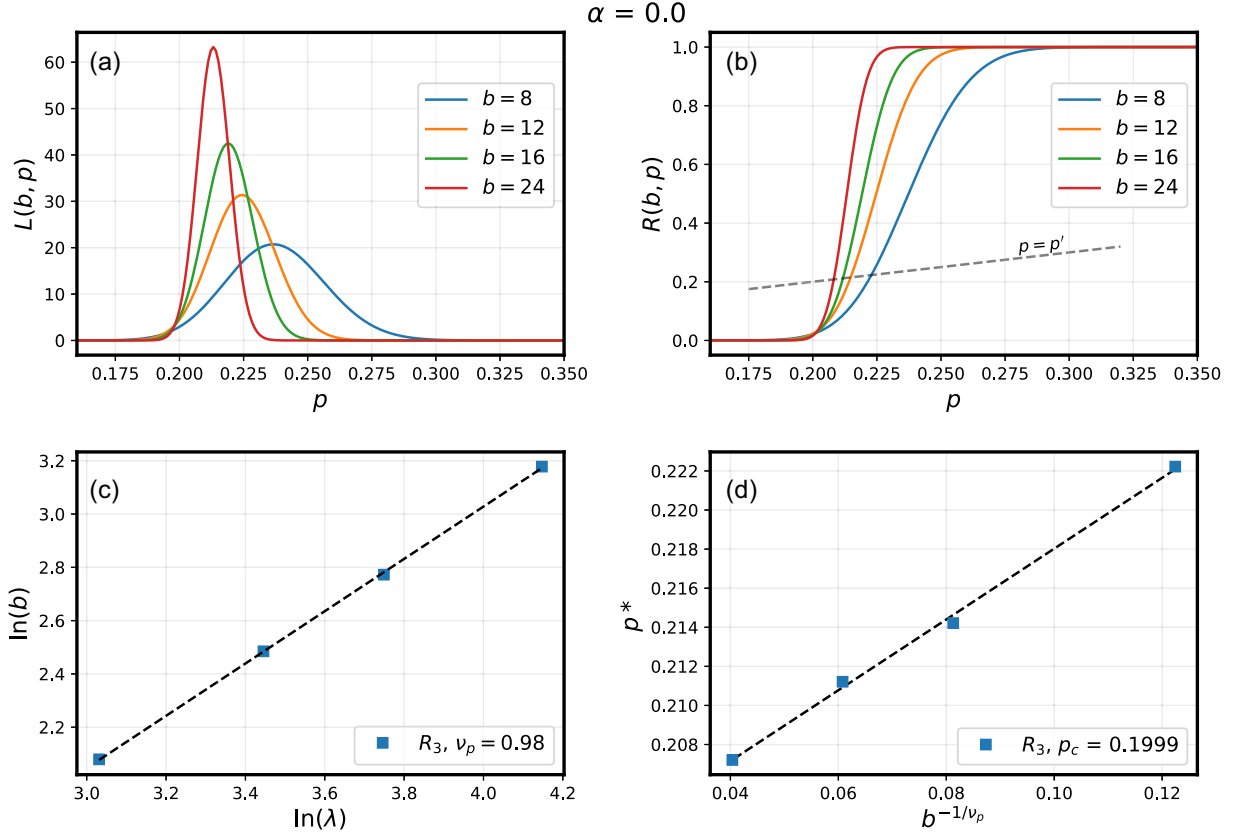 α = 0.0
(a)
L(b, p)
60
50
40
30
20
10
0
0.175 0.200 0.225 0.250 0.275 0.300 0.325 0.350
p
b = 8
b = 12
b = 16
b = 24
(b)
R(b, p)
1.0
0.8
0.6
0.4
0.2
0.0
0.175 0.200 0.225 0.250 0.275 0.300 0.325 0.350
p
b = 8
b = 12
b = 16
b = 24
p = p′
(c)
ln(b)
3.2
3.0
2.8
2.6
2.4
2.2
3.0 3.2 3.4 3.6 3.8 4.0 4.2
ln(λ)
R₃, νₚ = 0.98
(d)
p*
0.222
0.220
0.218
0.216
0.214
0.212
0.210
0.208
0.04 0.06 0.08 0.10 0.12
b^{-1/νₚ}
R₃, p_c = 0.1999